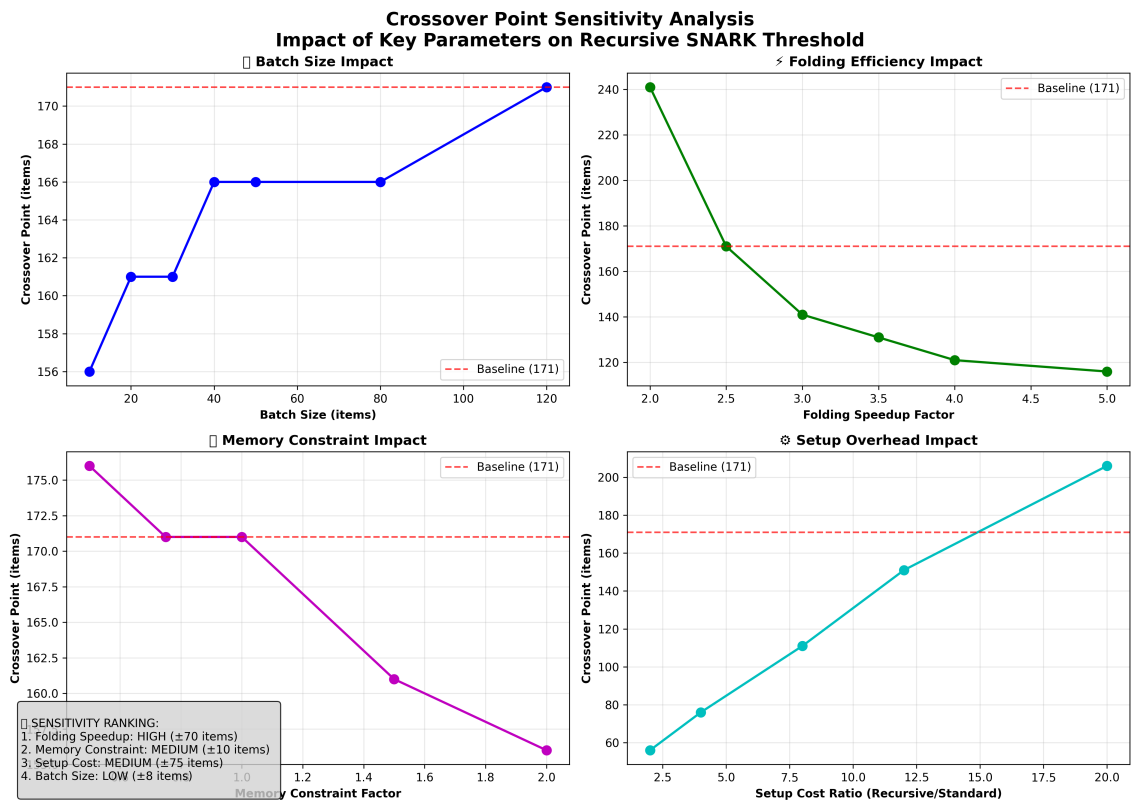 Crossover Point Sensitivity Analysis
Impact of Key Parameters on Recursive SNARK Threshold
Batch Size Impact
Crossover Point (items)
170
168
166
164
162
160
158
156
Baseline (171)
20
40
60
80
100
120
Batch Size (items)
⚡ Folding Efficiency Impact
Crossover Point (items)
240
220
200
180
160
140
120
Baseline (171)
2.0
2.5
3.0
3.5
4.0
4.5
5.0
Folding Speedup Factor
Memory Constraint Impact
Crossover Point (items)
175.0
172.5
170.0
167.5
165.0
162.5
160.0
Baseline (171)
1.0
1.2
1.4
1.6
1.8
2.0
Memory Constraint Factor
SENSITIVITY RANKING:
1. Folding Speedup: HIGH (±70 items)
2. Memory Constraint: MEDIUM (±10 items)
3. Setup Cost: MEDIUM (±75 items)
4. Batch Size: LOW (±8 items)
⚙ Setup Overhead Impact
Crossover Point (items)
200
180
160
140
120
100
80
60
Baseline (171)
2.5
5.0
7.5
10.0
12.5
15.0
17.5
20.0
Setup Cost Ratio (Recursive/Standard)